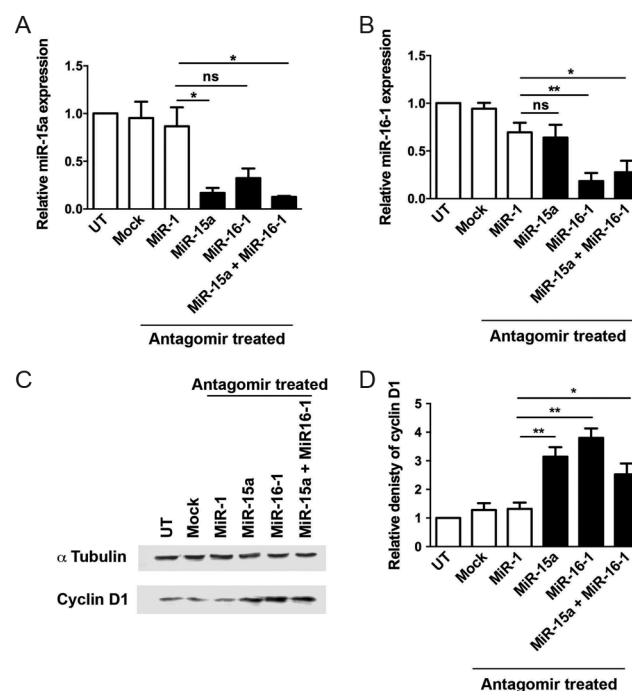 A
Relative miR-15a expression
1.5
1.0
0.5
0.0
*
ns
*
UT
Mock
MiR-1
MiR-15a
MiR-16-1
MiR-15a + MiR-16-1
Antagomir treated
B
Relative miR-16-1 expression
1.5
1.0
0.5
0.0
*
**
ns
UT
Mock
MiR-1
MiR-15a
MiR-16-1
MiR-15a + MiR-16-1
Antagomir treated
C
Antagomir treated
UT
Mock
MiR-1
MiR-15a
MiR-16-1
MiR-15a + MiR16-1
α Tubulin
Cyclin D1
D
Relative denisty of cyclin D1
5
4
3
2
1
0
*
**
**
UT
Mock
MiR-1
MiR-15a
MiR-16-1
MiR-15a + MiR-16-1
Antagomir treated